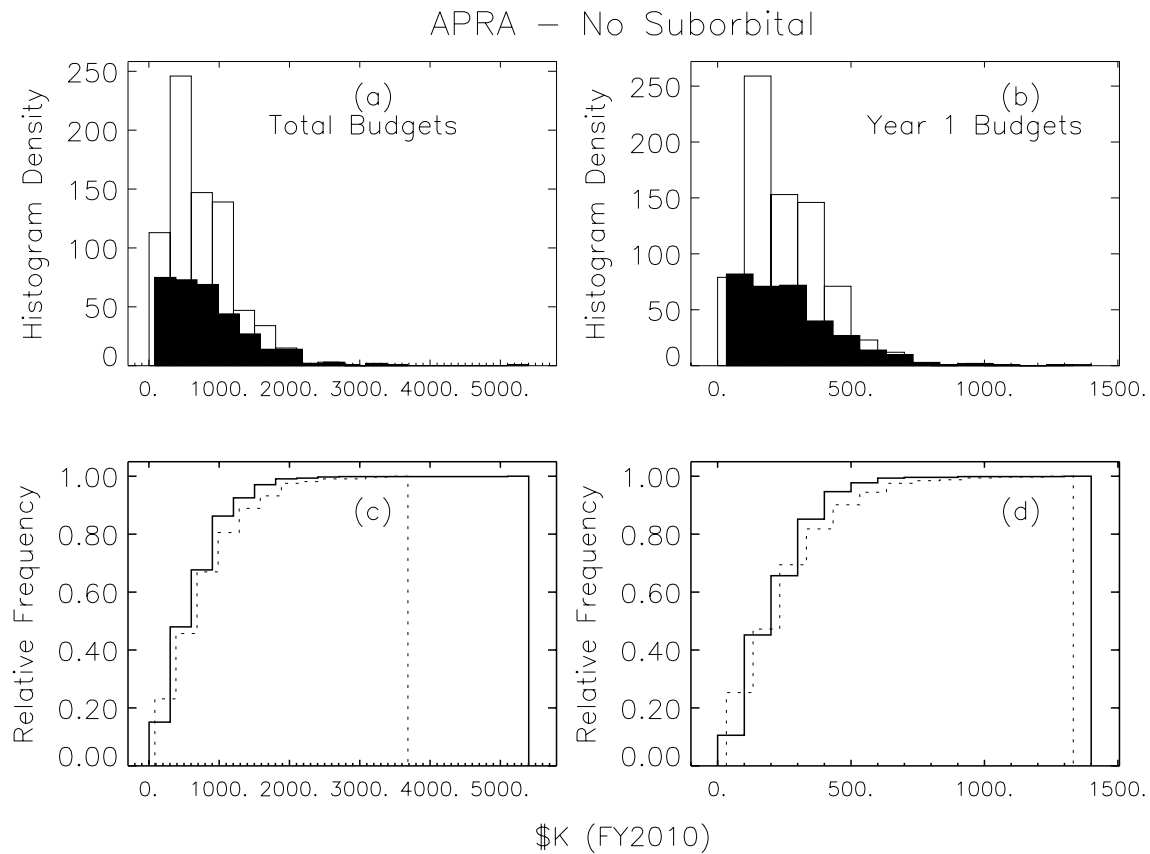 APRA – No Suborbital
250
200
150
100
50
0
Histogram Density
(a)
Total Budgets
0. 1000. 2000. 3000. 4000. 5000.
250
200
150
100
50
0
Histogram Density
(b)
Year 1 Budgets
0. 500. 1000. 1500.
1.00
0.80
0.60
0.40
0.20
0.00
Relative Frequency
(c)
0. 1000. 2000. 3000. 4000. 5000.
1.00
0.80
0.60
0.40
0.20
0.00
Relative Frequency
(d)
0. 500. 1000. 1500.
$K (FY2010)